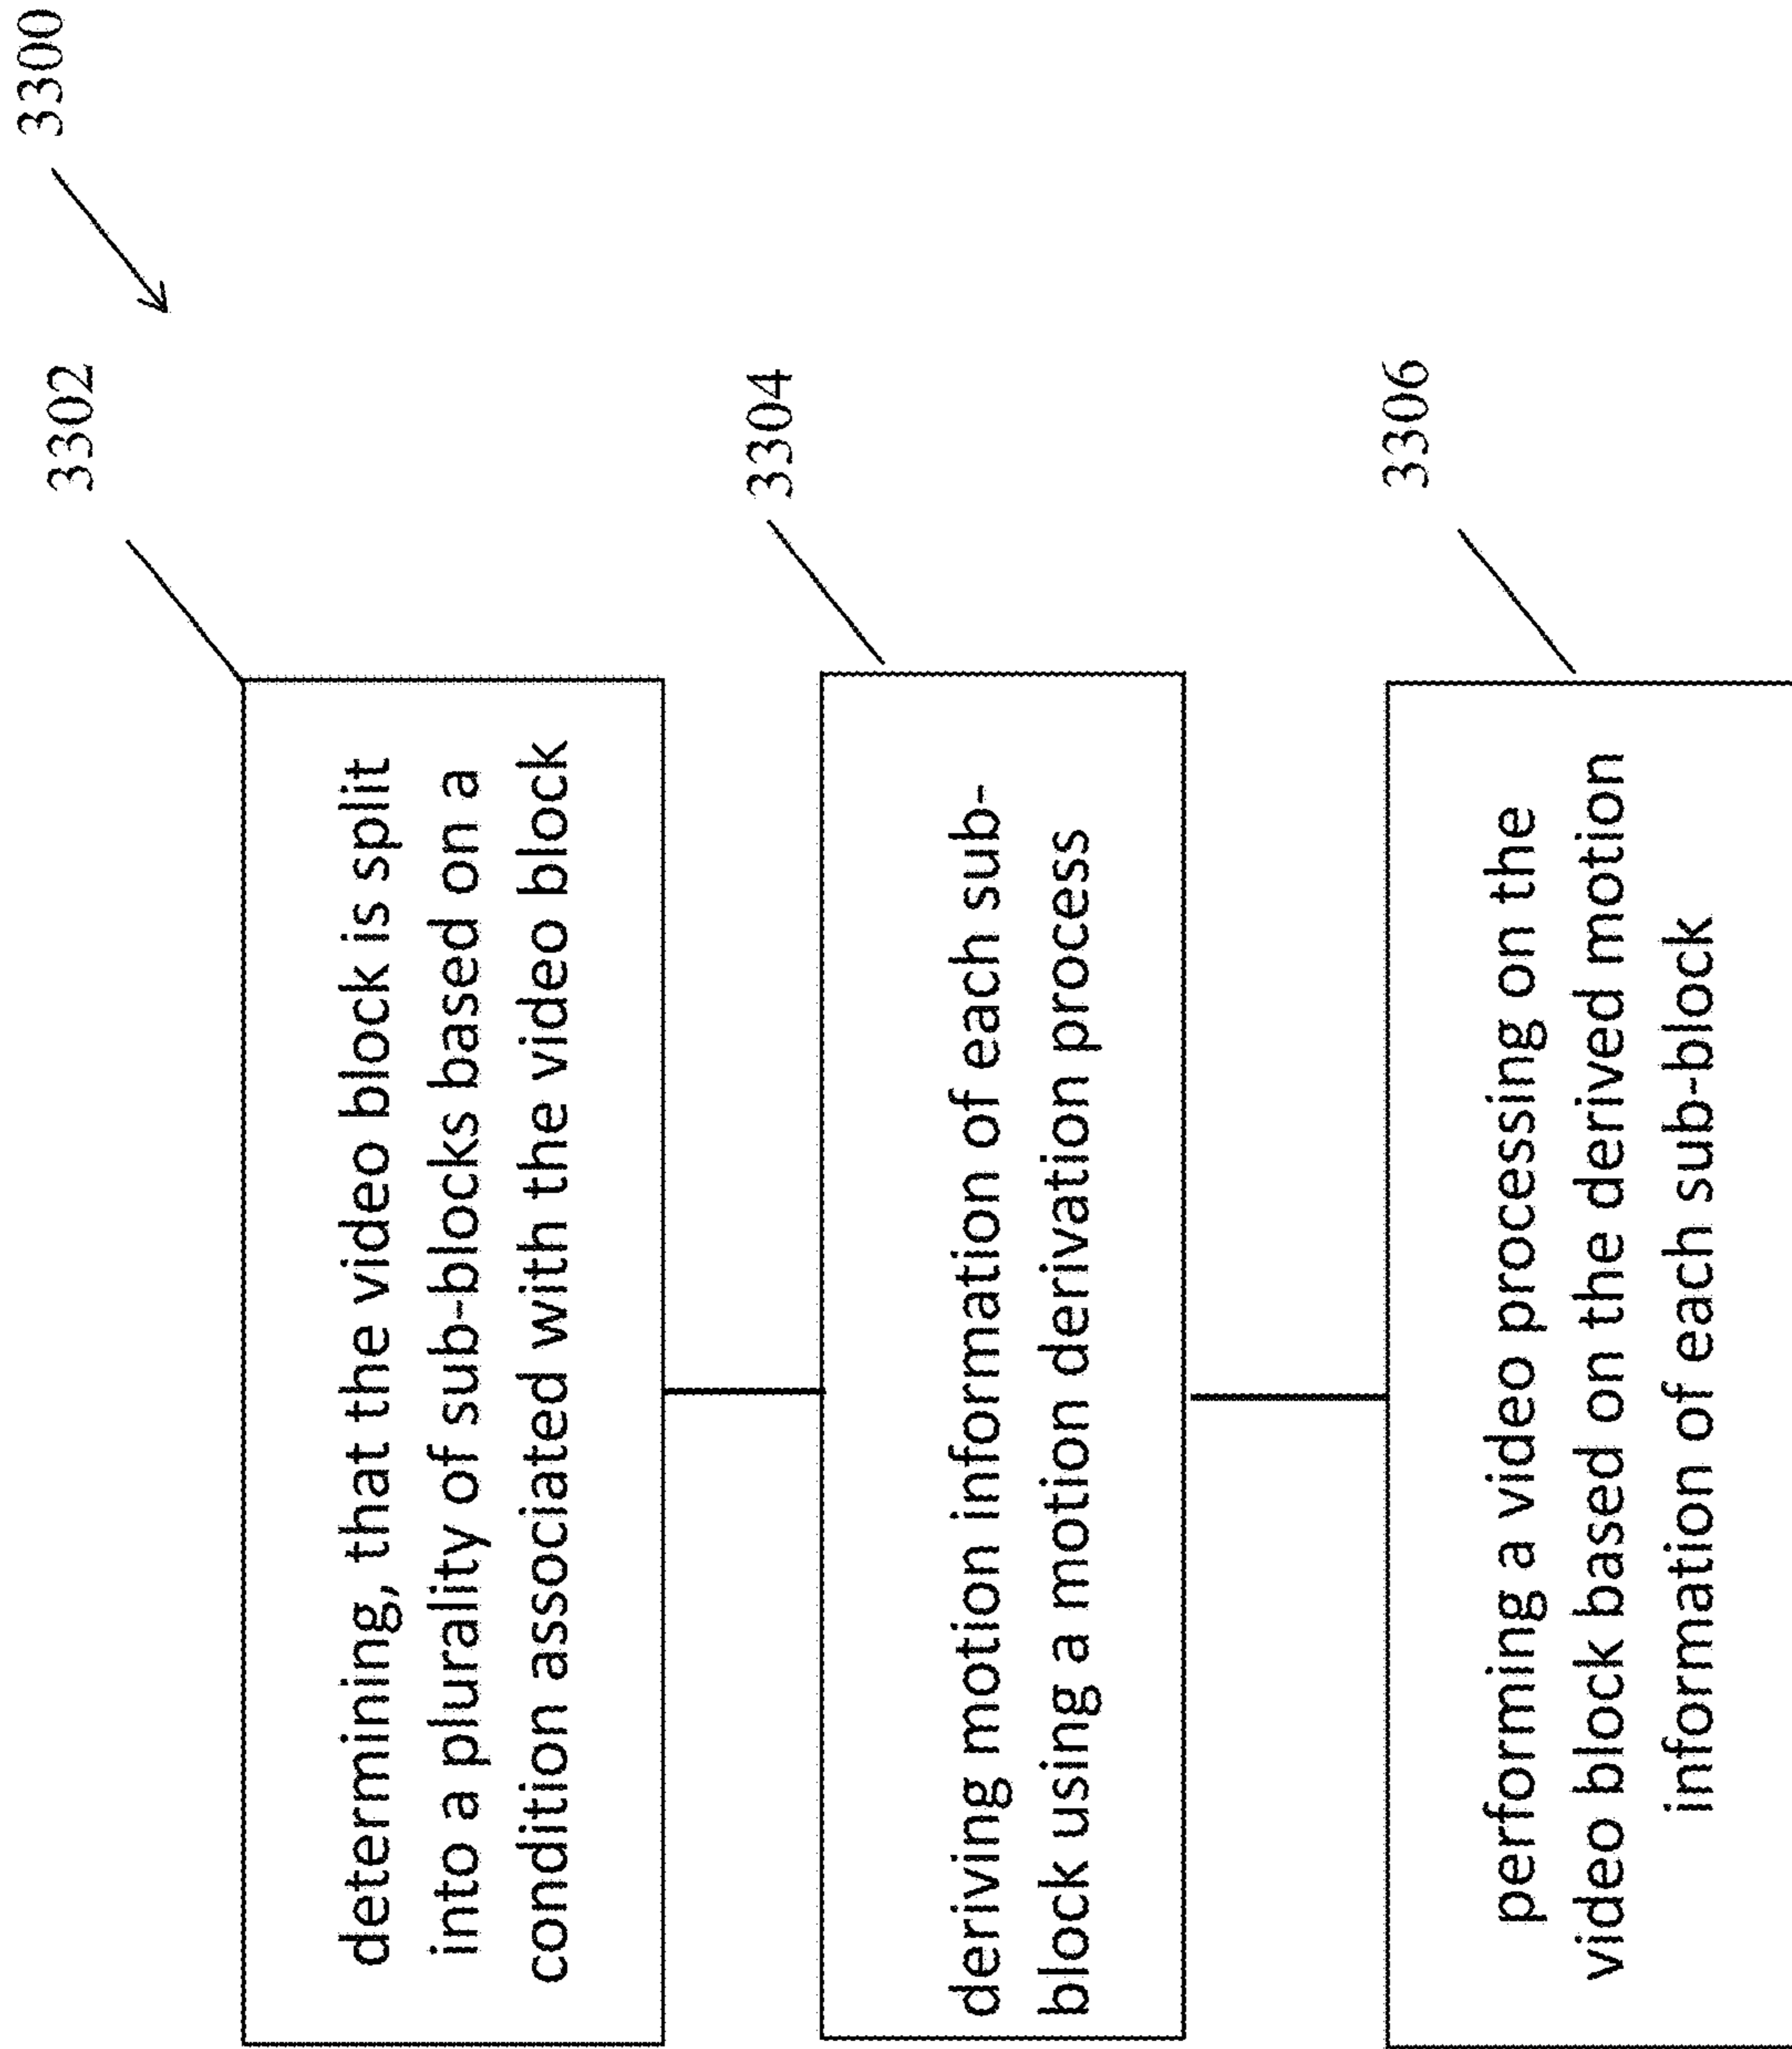 3300
3302
determining, that the video block is split
into a plurality of sub-blocks based on a
condition associated with the video block
3304
deriving motion information of each sub-
block using a motion derivation process
3306
performing a video processing on the
video block based on the derived motion
information of each sub-block